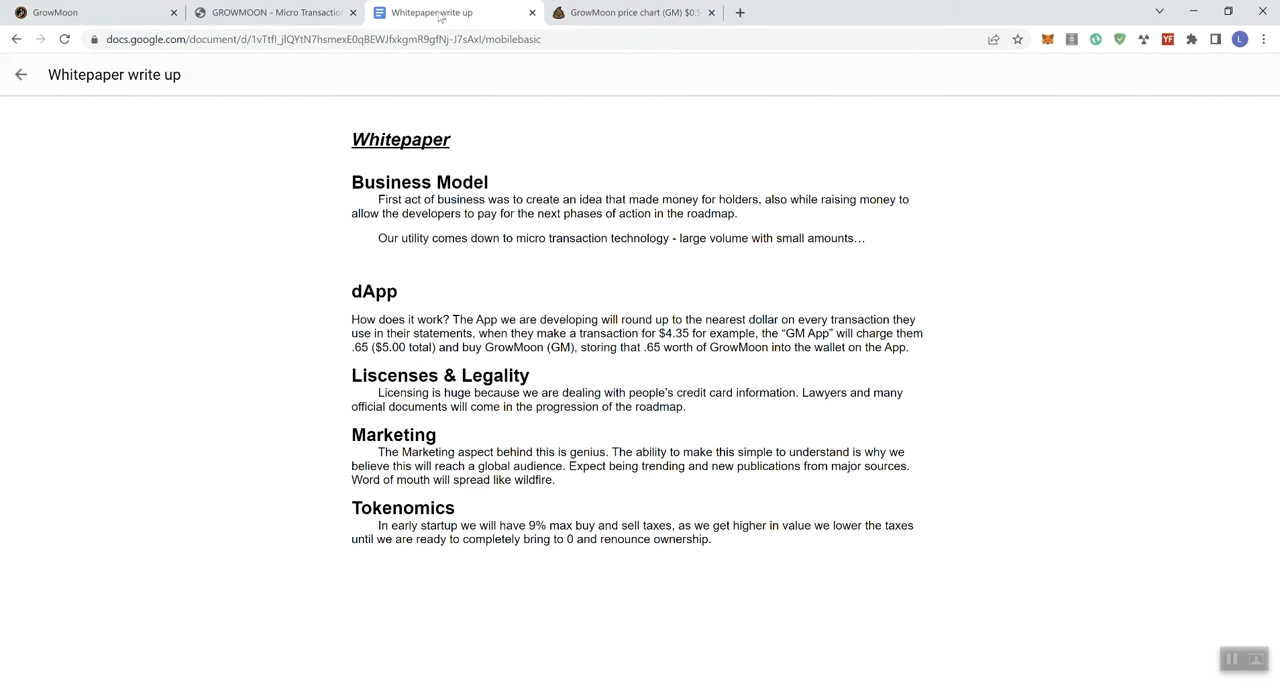 GrowMoon
GROWMOON - Micro Transactio
Whitepaper write up
GrowMoon price chart (GM) $0.5
docs.google.com/document/d/1vTtfI_jlQYtN7hsmexE0qBEWJfxkgmR9gfNj-J7sAxI/mobilebasic
YF
L
Whitepaper write up
Whitepaper
Business Model
First act of business was to create an idea that made money for holders, also while raising money to
allow the developers to pay for the next phases of action in the roadmap.
Our utility comes down to micro transaction technology - large volume with small amounts…
dApp
How does it work? The App we are developing will round up to the nearest dollar on every transaction they
use in their statements, when they make a transaction for $4.35 for example, the “GM App” will charge them
.65 ($5.00 total) and buy GrowMoon (GM), storing that .65 worth of GrowMoon into the wallet on the App.
Liscenses & Legality
Licensing is huge because we are dealing with people’s credit card information. Lawyers and many
official documents will come in the progression of the roadmap.
Marketing
The Marketing aspect behind this is genius. The ability to make this simple to understand is why we
believe this will reach a global audience. Expect being trending and new publications from major sources.
Word of mouth will spread like wildfire.
Tokenomics
In early startup we will have 9% max buy and sell taxes, as we get higher in value we lower the taxes
until we are ready to completely bring to 0 and renounce ownership.